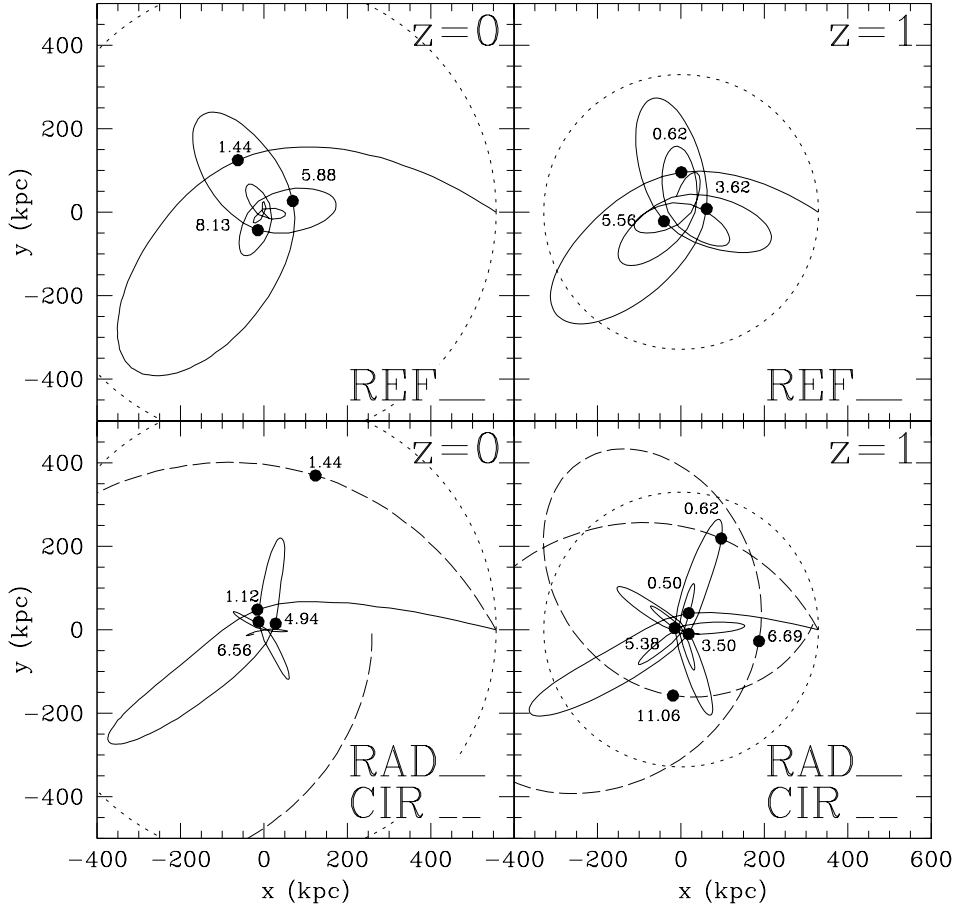 z=0
z=1
400
200
0
−200
−400
y (kpc)
1.44
5.88
8.13
REF
0.62
3.62
5.56
REF
z=0
z=1
400
200
0
−200
−400
y (kpc)
1.44
1.12
4.94
6.56
RAD
CIR
0.62
0.50
5.38
3.50
6.69
11.06
RAD
CIR
−400 −200 0 200 400
−400 −200 0 200 400 600
x (kpc)
x (kpc)